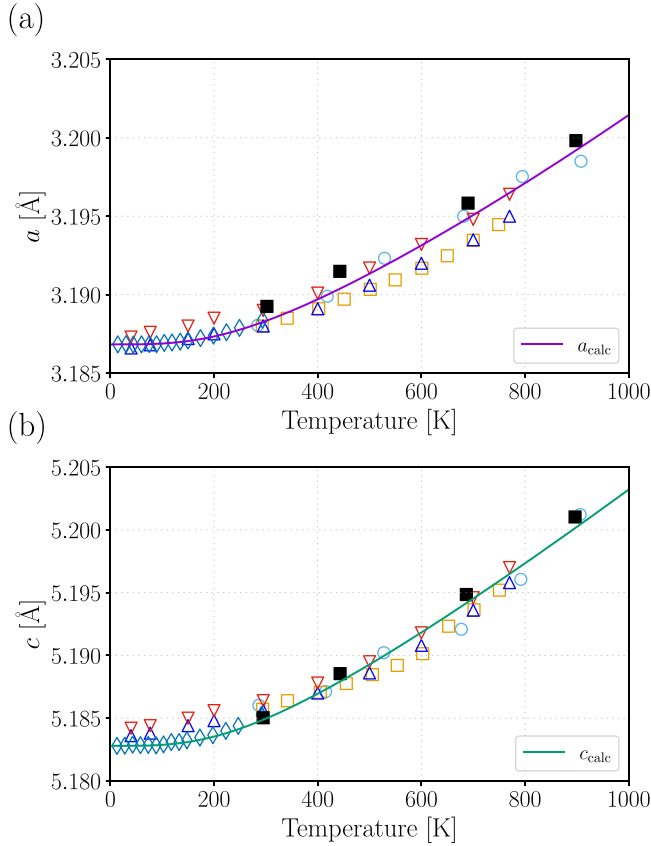 (a)
3.205
3.200
3.195
3.190
3.185
a [Å]
a_calc
0 200 400 600 800 1000
Temperature [K]
(b)
5.205
5.200
5.195
5.190
5.185
5.180
c [Å]
c_calc
0 200 400 600 800 1000
Temperature [K]